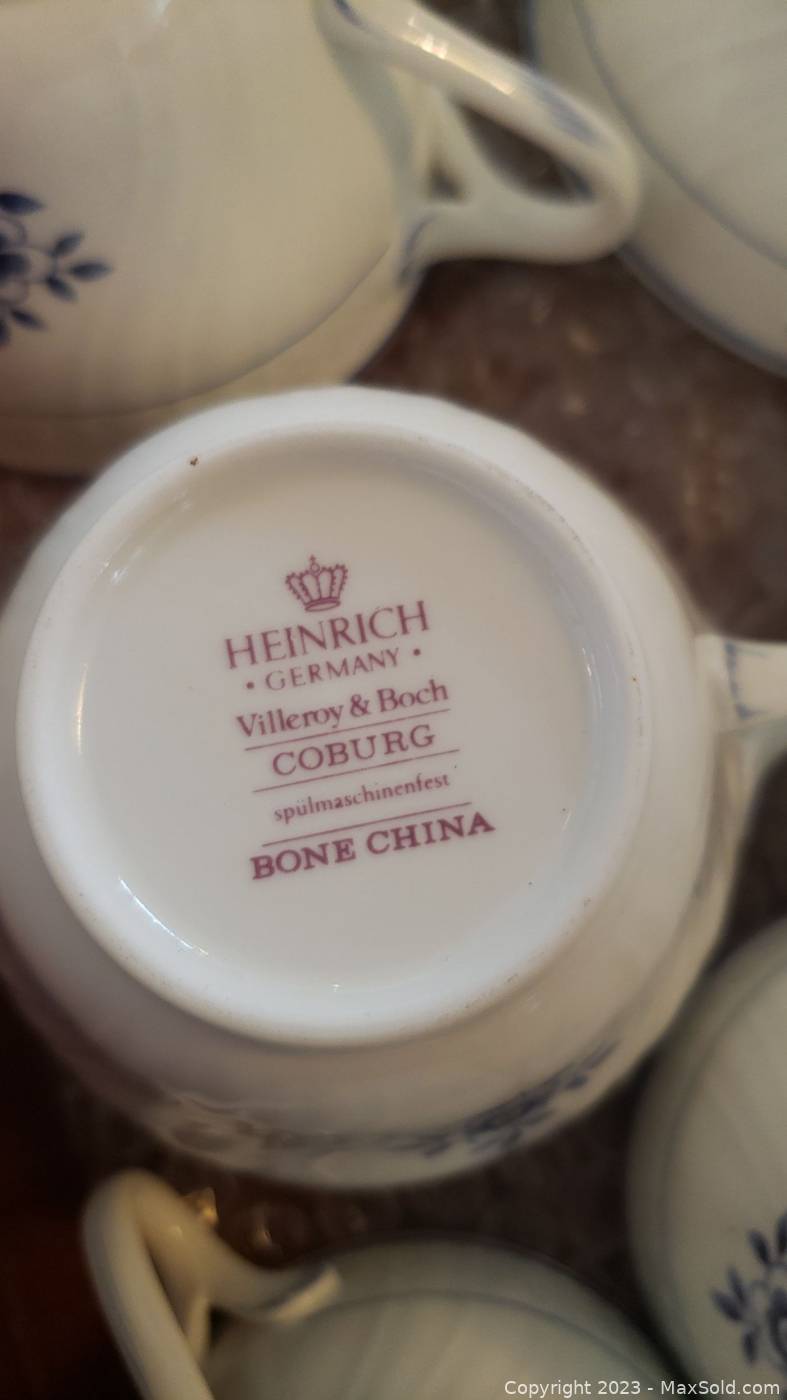 HEINRICH
• GERMANY •
Villeroy & Boch
COBURG
spülmaschinenfest
BONE CHINA
Copyright 2023 - MaxSold.com